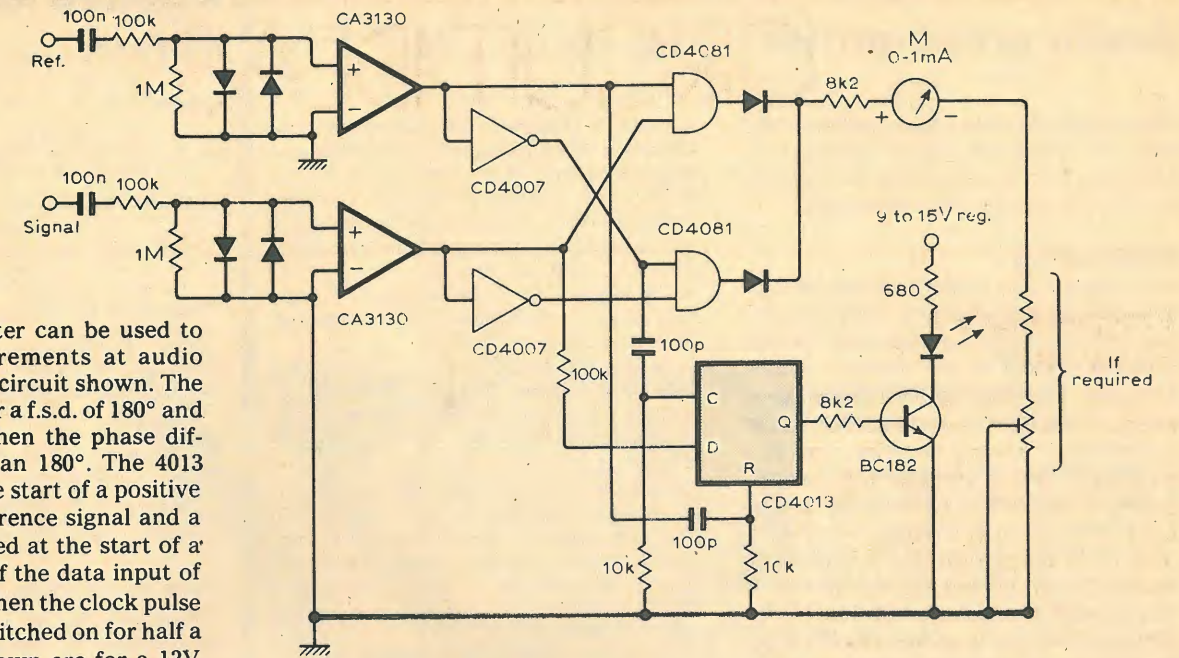 100n 100k
Ref.
1M
CA3130
+
−
CD4007
CD4081
8k2
M
0-1mA
+ −
100n 100k
Signal
1M
+
−
CA3130
CD4007
CD4081
9 to 15V reg.
680
100k
100p
C
D
Q
R
8k2
BC182
CD4013
If
required
100p
10k
10k
ter can be used to
rements at audio
circuit shown. The
r a f.s.d. of 180° and
hen the phase dif-
an 180°. The 4013
e start of a positive
rence signal and a
ed at the start of a
f the data input of
hen the clock pulse
itched on for half a
own are for a 12V